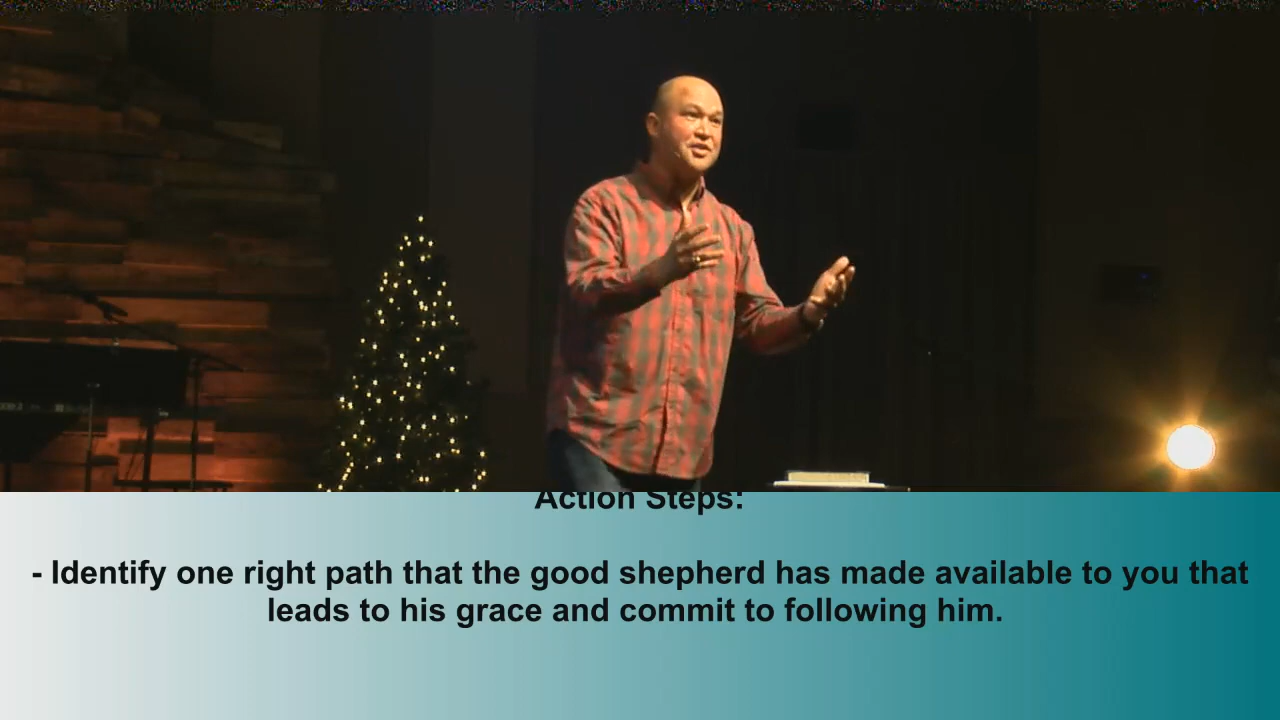 Action Steps:
- Identify one right path that the good shepherd has made available to you that
leads to his grace and commit to following him.